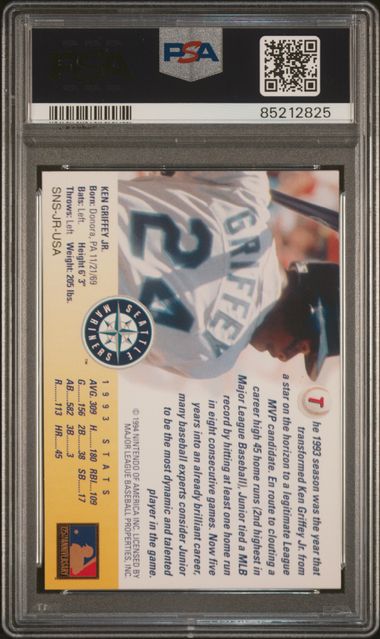 PSA
85212825
GRIFFEY
24
The 1993 season was the year that
transformed Ken Griffey Jr. from
a star on the horizon to a legitimate League
MVP candidate. En route to clouting a
career high 45 home runs (2nd highest in
Major League Baseball), Junior tied a MLB
record by hitting at least one home run
in eight consecutive games. Now five
years into an already brilliant career,
many baseball experts consider Junior
to be the most dynamic and talented
player in the game.
KEN GRIFFEY JR.
Born: Donora, PA 11/21/69
Bats: Left. Height 6' 3"
Throws: Left Weight: 205 lbs.
SNS-JR-USA
SEATTLE
MARINERS
™
1993 STATS
AVG..309 H.......180 RBI...109
G......156 2B.....38 SB......17
AB...582 3B......3
R.......113 HR.....45
© 1994 NINTENDO OF AMERICA INC. LICENSED BY
MAJOR LEAGUE BASEBALL PROPERTIES, INC.
125th ANNIVERSARY